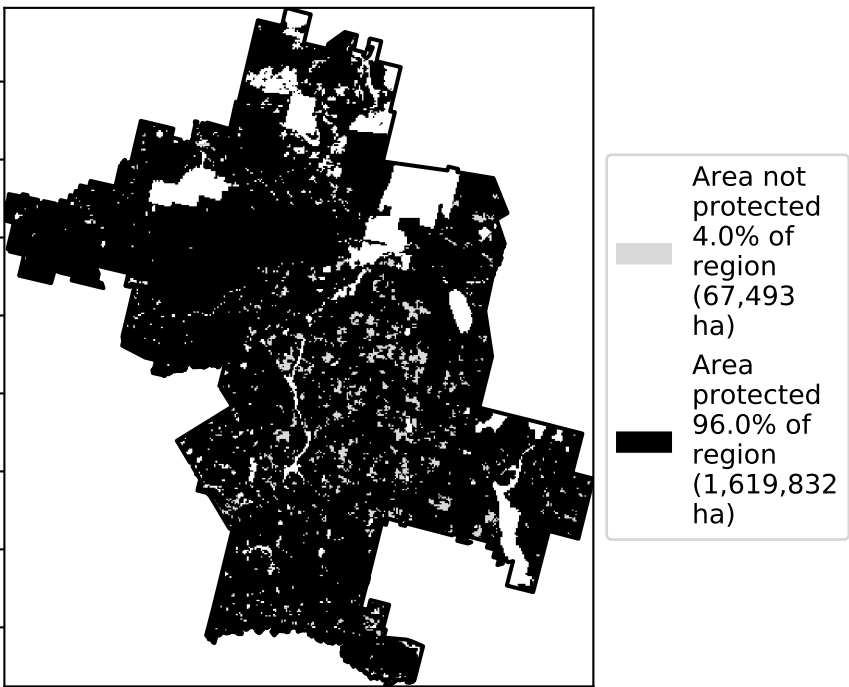 Area not
protected
4.0% of
region
(67,493
ha)
Area
protected
96.0% of
region
(1,619,832
ha)